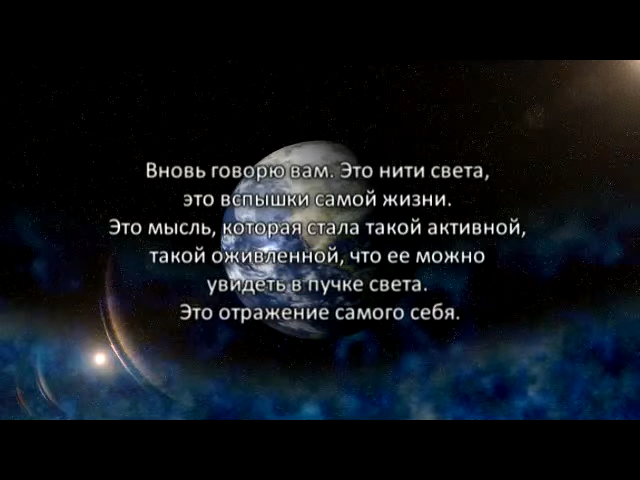 Вновь говорю вам. Это нити света,
это вспышки самой жизни.
Это мысль, которая стала такой активной,
такой оживленной, что ее можно
увидеть в пучке света.
Это отражение самого себя.